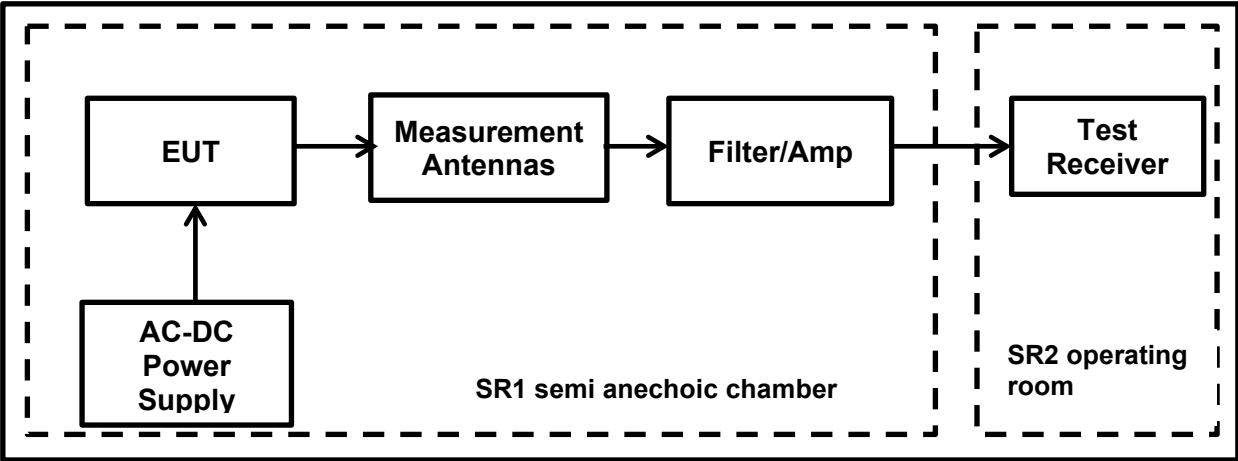 EUT
Measurement
Antennas
Filter/Amp
Test
Receiver
AC-DC
Power
Supply
SR1 semi anechoic chamber
SR2 operating
room